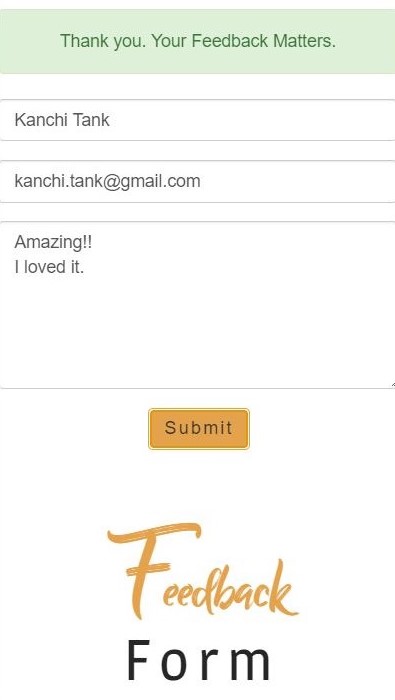 Thank you. Your Feedback Matters.
Kanchi Tank
kanchi.tank@gmail.com
Amazing!!
I loved it.
Submit
Feedback
Form